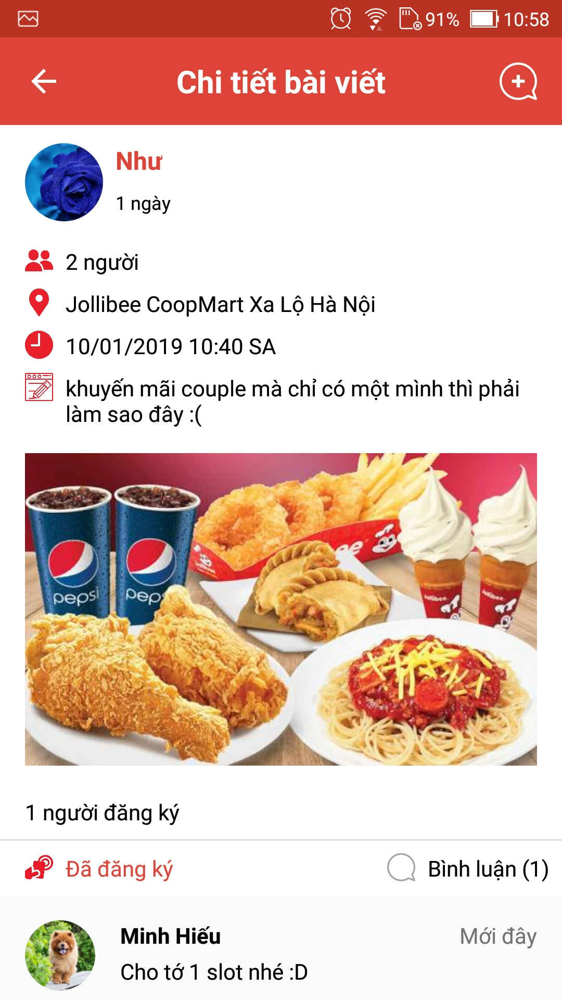 91% 10:58
Chi tiết bài viết
Như
1 ngày
2 người
Jollibee CoopMart Xa Lộ Hà Nội
10/01/2019 10:40 SA
khuyến mãi couple mà chỉ có một mình thì phải
làm sao đây :(
pepsi
Jollibee
Jollibee
1 người đăng ký
Đã đăng ký
Bình luận (1)
Minh Hiếu
Mới đây
Cho tớ 1 slot nhé :D